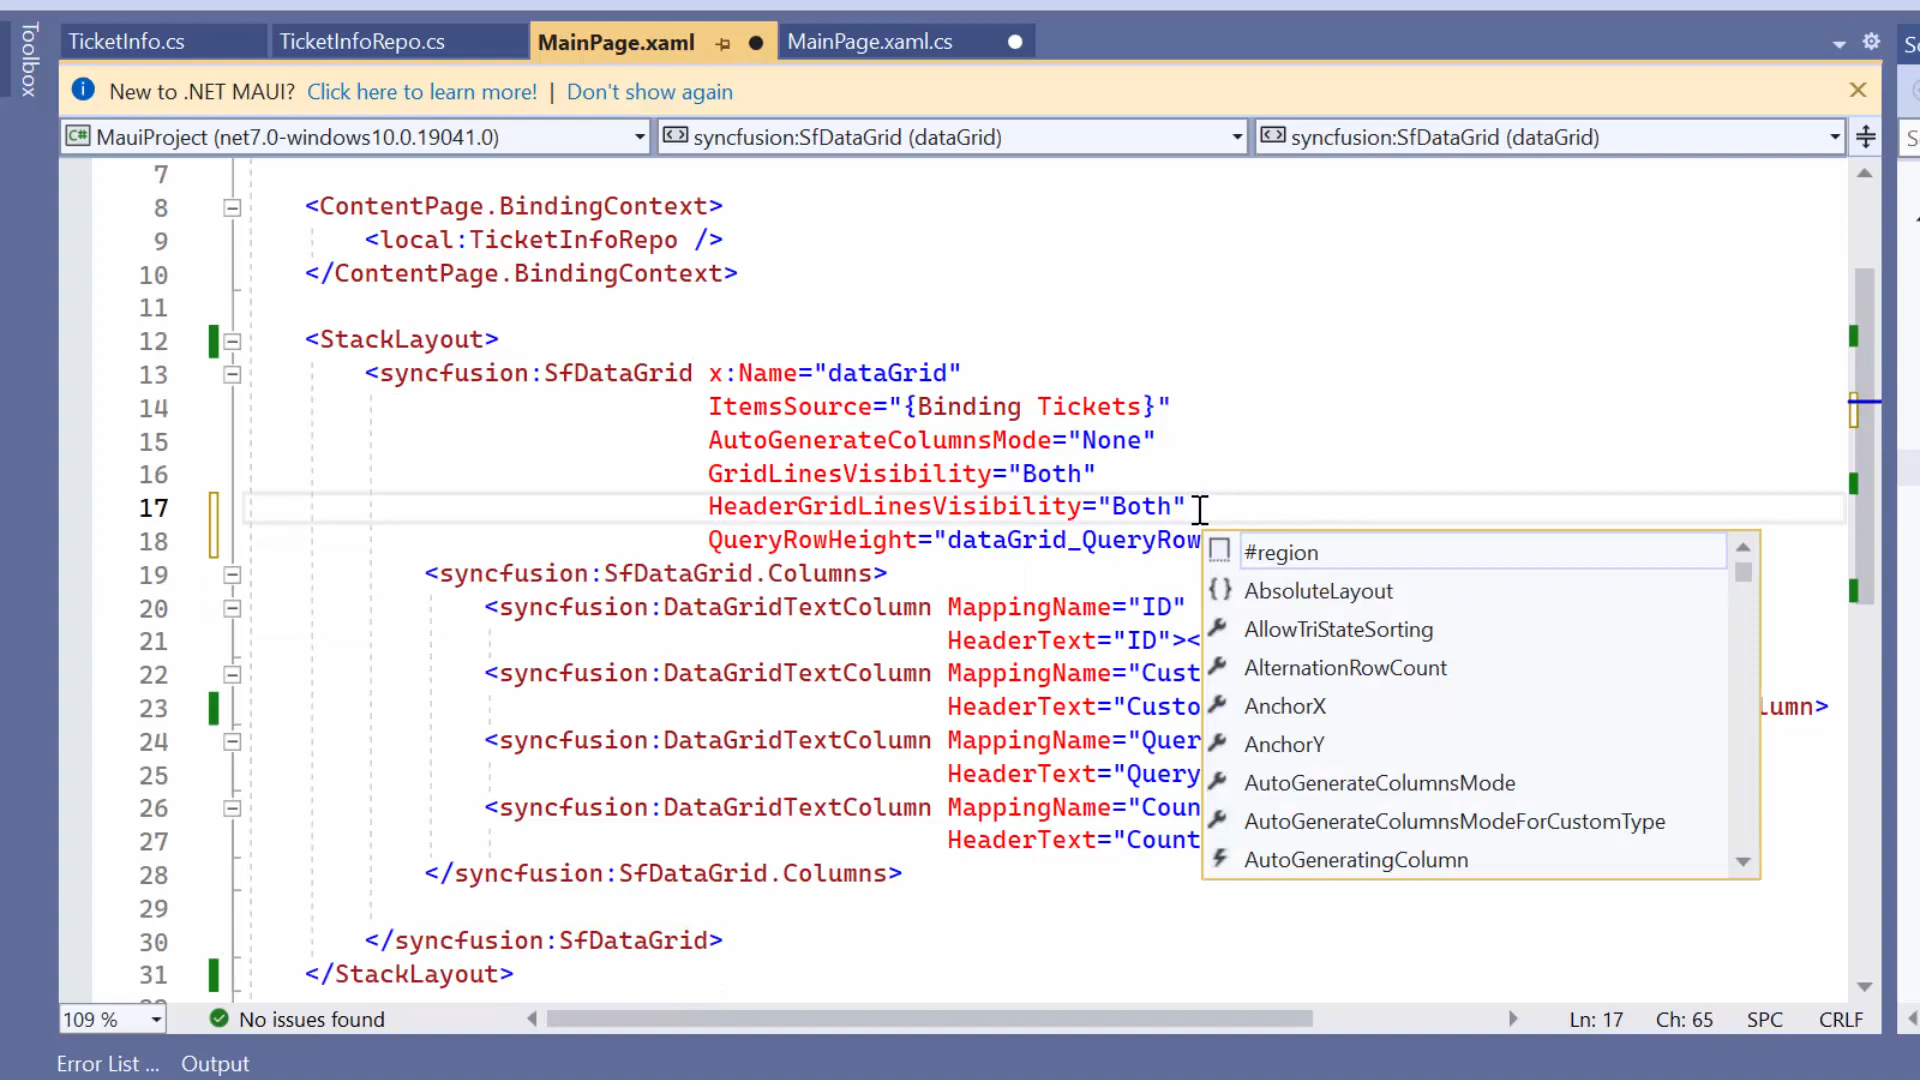 Toolbox
TicketInfo.cs
TicketInfoRepo.cs
MainPage.xaml
MainPage.xaml.cs
New to .NET MAUI? Click here to learn more! | Don't show again
C# MauiProject (net7.0-windows10.0.19041.0)
syncfusion:SfDataGrid (dataGrid)
syncfusion:SfDataGrid (dataGrid)
7
8 <ContentPage.BindingContext>
9 <local:TicketInfoRepo />
10 </ContentPage.BindingContext>
11
12 <StackLayout>
13 <syncfusion:SfDataGrid x:Name="dataGrid"
14 ItemsSource="{Binding Tickets}"
15 AutoGenerateColumnsMode="None"
16 GridLinesVisibility="Both"
17 HeaderGridLinesVisibility="Both"
18 QueryRowHeight="dataGrid_QueryRow
19 <syncfusion:SfDataGrid.Columns>
20 <syncfusion:DataGridTextColumn MappingName="ID"
21 HeaderText="ID"><
22 <syncfusion:DataGridTextColumn MappingName="Cust
23 HeaderText="Custo lumn>
24 <syncfusion:DataGridTextColumn MappingName="Quer
25 HeaderText="Query
26 <syncfusion:DataGridTextColumn MappingName="Coun
27 HeaderText="Count
28 </syncfusion:SfDataGrid.Columns>
29
30 </syncfusion:SfDataGrid>
31 </StackLayout>
#region
AbsoluteLayout
AllowTriStateSorting
AlternationRowCount
AnchorX
AnchorY
AutoGenerateColumnsMode
AutoGenerateColumnsModeForCustomType
AutoGeneratingColumn
109 %
No issues found
Ln: 17 Ch: 65 SPC CRLF
Error List ... Output